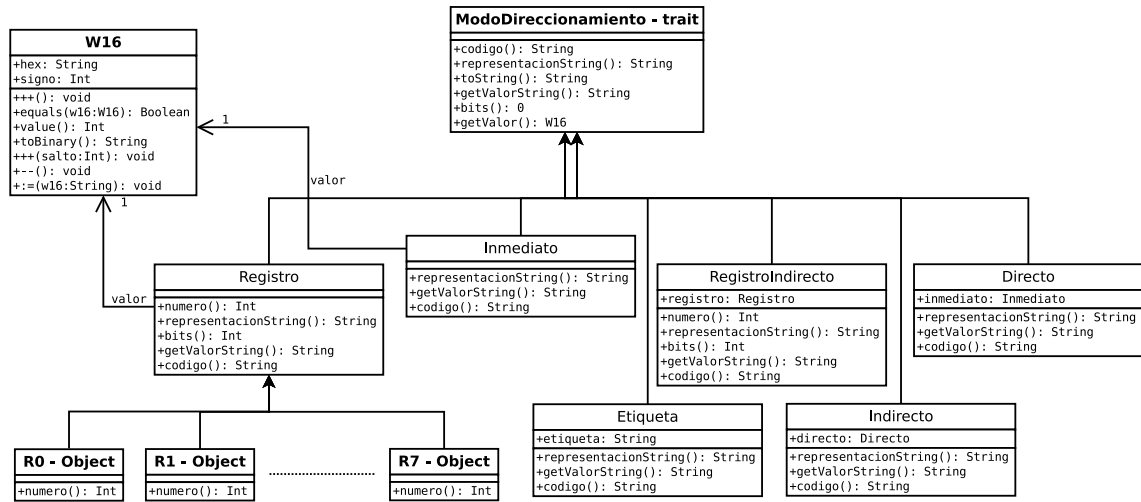 W16
+hex: String
+signo: Int
+++(): void
+equals(w16:W16): Boolean
+value(): Int
+toBinary(): String
+++(salto:Int): void
+--(): void
+:=(w16:String): void
ModoDireccionamiento - trait
+codigo(): String
+representacionString(): String
+toString(): String
+getValorString(): String
+bits(): 0
+getValor(): W16
1
valor
1
valor
Registro
+numero(): Int
+representacionString(): String
+bits(): Int
+getValorString(): String
+codigo(): String
Inmediato
+representacionString(): String
+getValorString(): String
+codigo(): String
RegistroIndirecto
+registro: Registro
+numero(): Int
+representacionString(): String
+bits(): Int
+getValorString(): String
+codigo(): String
Directo
+inmediato: Inmediato
+representacionString(): String
+getValorString(): String
+codigo(): String
Etiqueta
+etiqueta: String
+representacionString(): String
+getValorString(): String
+codigo(): String
Indirecto
+directo: Directo
+representacionString(): String
+getValorString(): String
+codigo(): String
R0 - Object
+numero(): Int
R1 - Object
+numero(): Int
R7 - Object
+numero(): Int